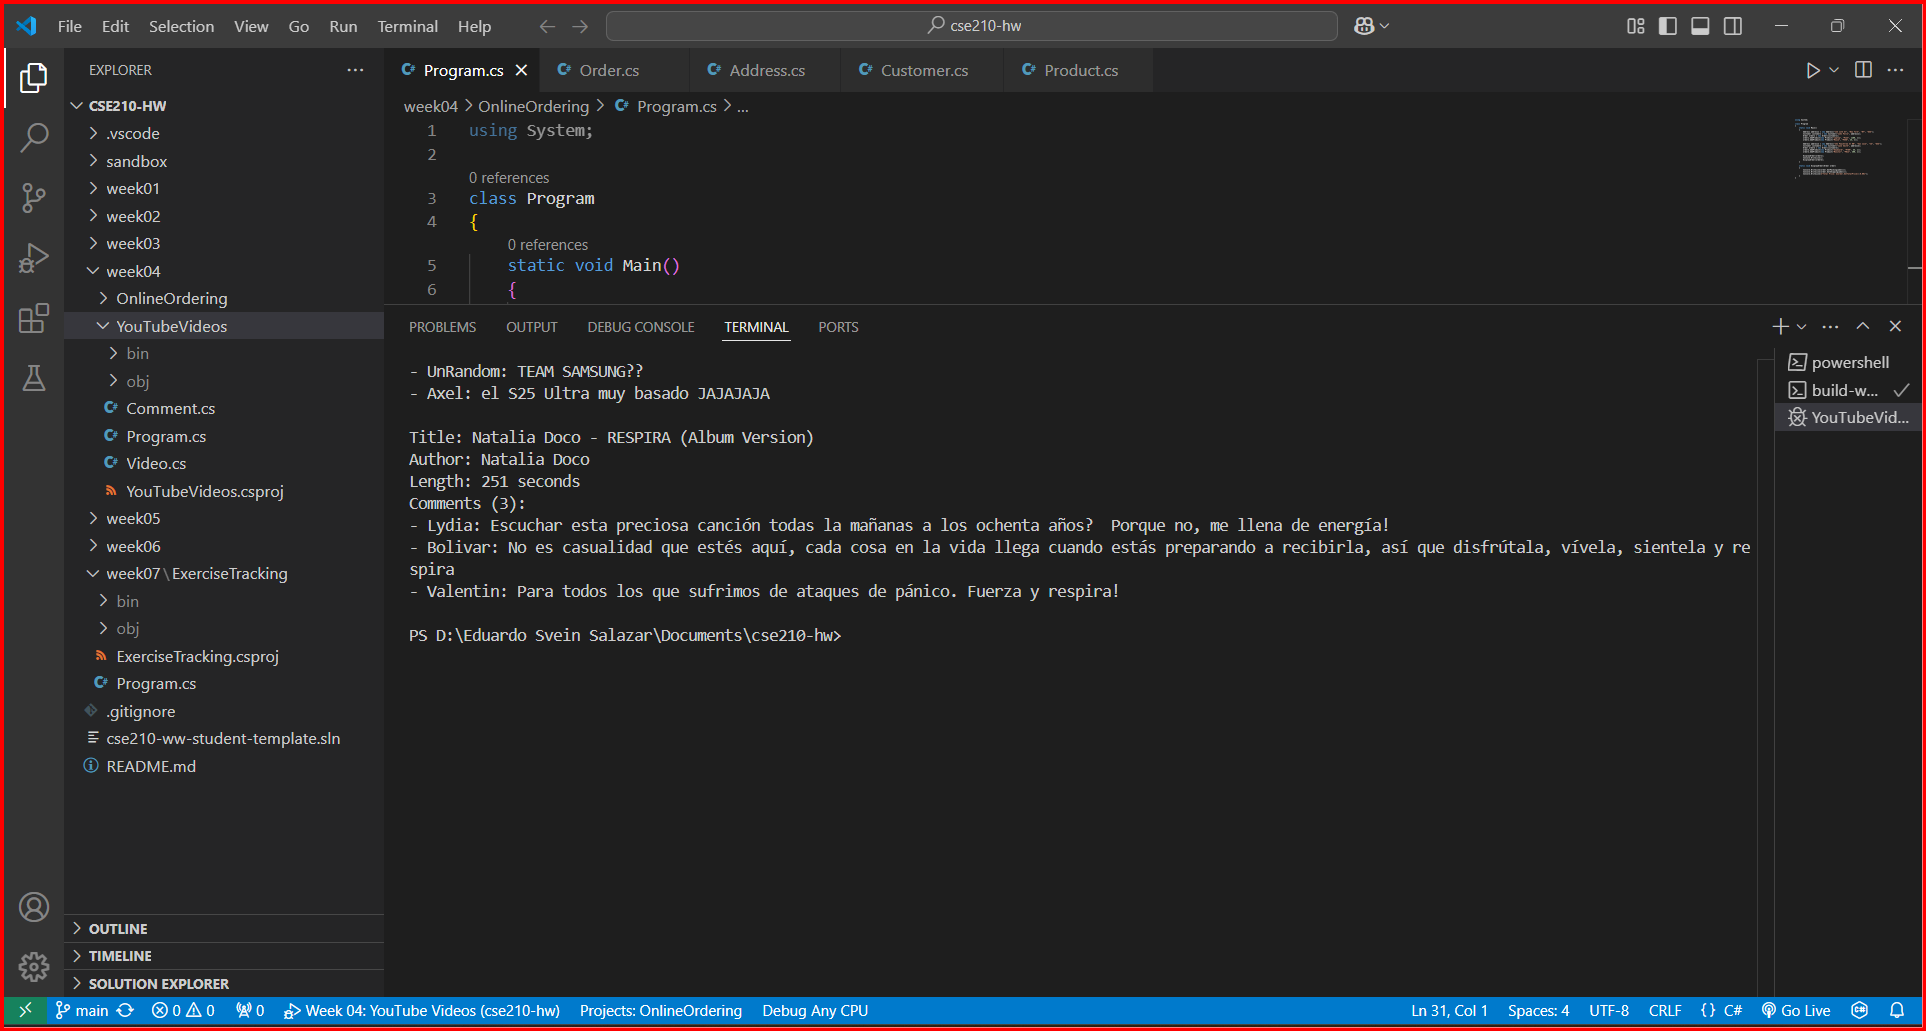 File Edit Selection View Go Run Terminal Help
cse210-hw
EXPLORER
CSE210-HW
.vscode
sandbox
week01
week02
week03
week04
OnlineOrdering
YouTubeVideos
bin
obj
Comment.cs
Program.cs
Video.cs
YouTubeVideos.csproj
week05
week06
week07\ExerciseTracking
bin
obj
ExerciseTracking.csproj
Program.cs
.gitignore
cse210-ww-student-template.sln
README.md
OUTLINE
TIMELINE
SOLUTION EXPLORER
Program.cs Order.cs Address.cs Customer.cs Product.cs
week04 > OnlineOrdering > Program.cs > ...
1 using System;
2
0 references
3 class Program
4 {
0 references
5 static void Main()
6 {
PROBLEMS OUTPUT DEBUG CONSOLE TERMINAL PORTS
- UnRandom: TEAM SAMSUNG??
- Axel: el S25 Ultra muy basado JAJAJAJA
Title: Natalia Doco - RESPIRA (Album Version)
Author: Natalia Doco
Length: 251 seconds
Comments (3):
- Lydia: Escuchar esta preciosa canción todas la mañanas a los ochenta años?  Porque no, me llena de energía!
- Bolivar: No es casualidad que estés aquí, cada cosa en la vida llega cuando estás preparando a recibirla, así que disfrútala, vívela, sientela y re
spira
- Valentin: Para todos los que sufrimos de ataques de pánico. Fuerza y respira!
PS D:\Eduardo Svein Salazar\Documents\cse210-hw>
powershell
build-w...
YouTubeVid...
main 0 0 0 Week 04: YouTube Videos (cse210-hw) Projects: OnlineOrdering Debug Any CPU Ln 31, Col 1 Spaces: 4 UTF-8 CRLF {} C# Go Live